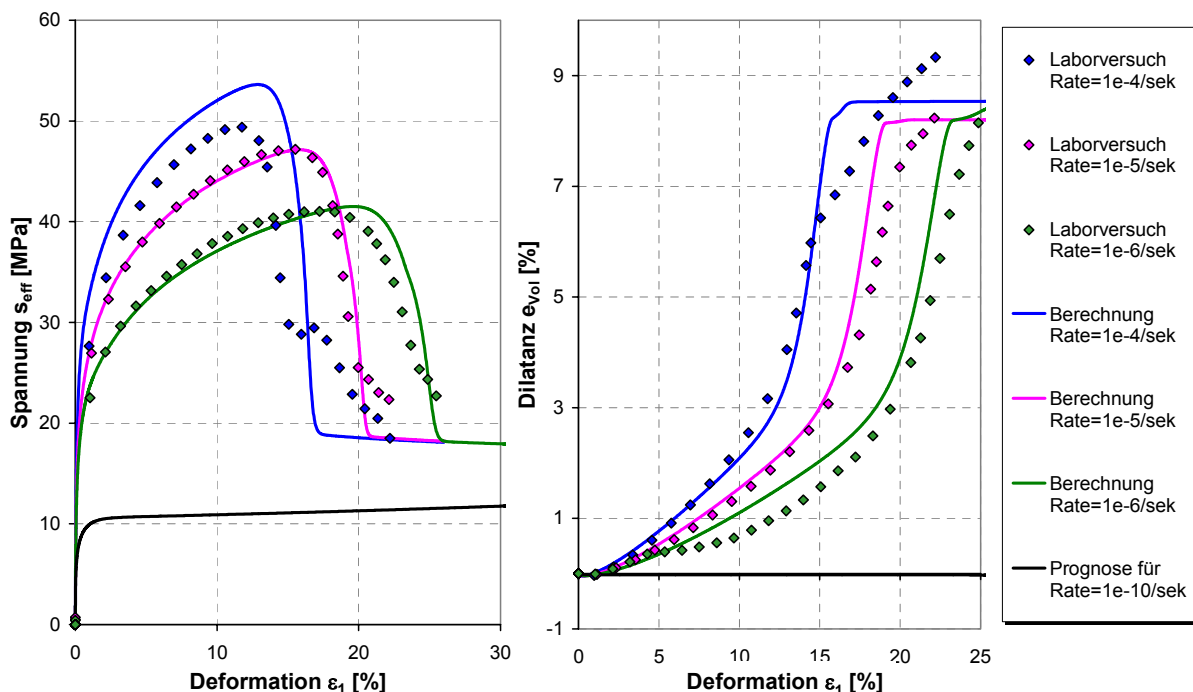 60
50
40
30
20
10
0
0
10
20
30
Spannung s_eff [MPa]
Deformation ε₁ [%]
9%
7%
5%
3%
1%
-1%
0
5
10
15
20
25
Dilatanz e_Vol [%]
Deformation ε₁ [%]
Laborversuch
Rate=1e-4/sek
Laborversuch
Rate=1e-5/sek
Laborversuch
Rate=1e-6/sek
Berechnung
Rate=1e-4/sek
Berechnung
Rate=1e-5/sek
Berechnung
Rate=1e-6/sek
Prognose für
Rate=1e-10/sek